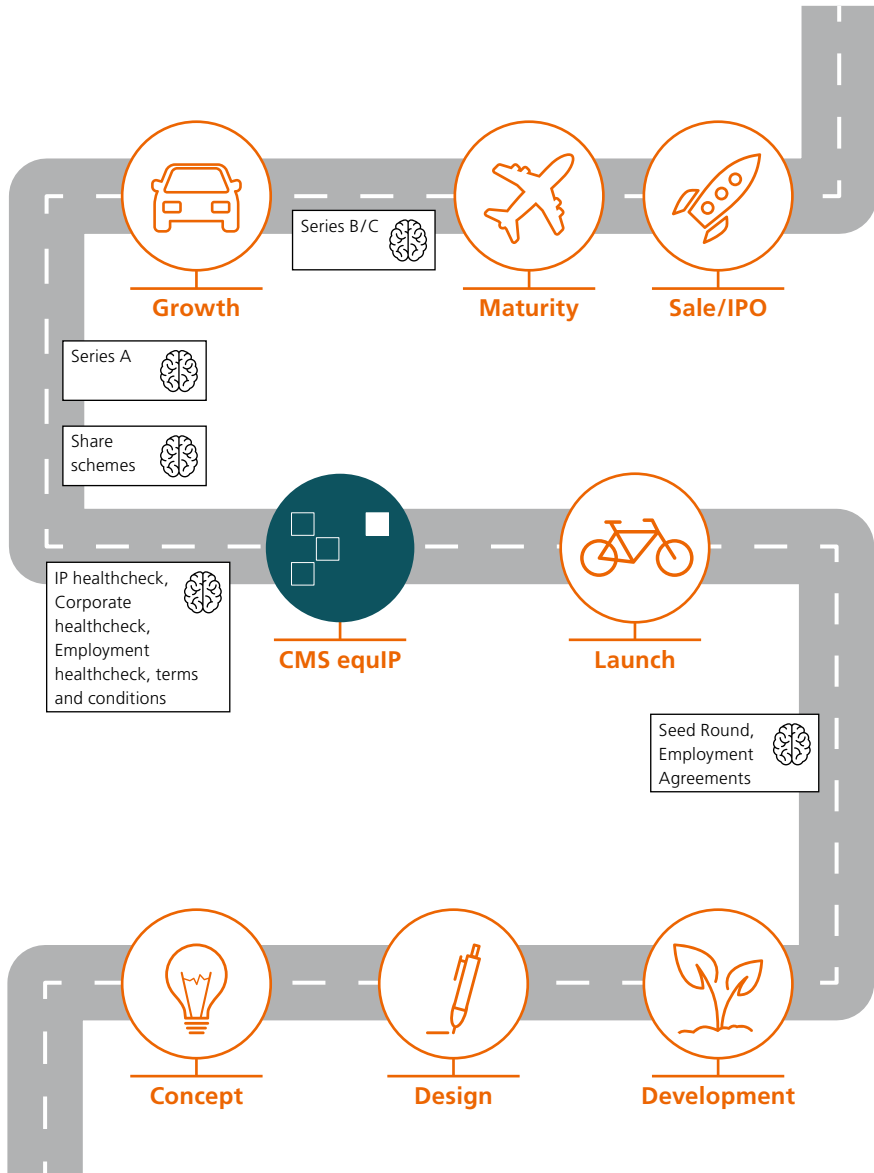 Series B/C
Growth
Maturity
Sale/IPO
Series A
Share
schemes
IP healthcheck,
Corporate
healthcheck,
Employment
healthcheck, terms
and conditions
CMS equIP
Launch
Seed Round,
Employment
Agreements
Concept
Design
Development